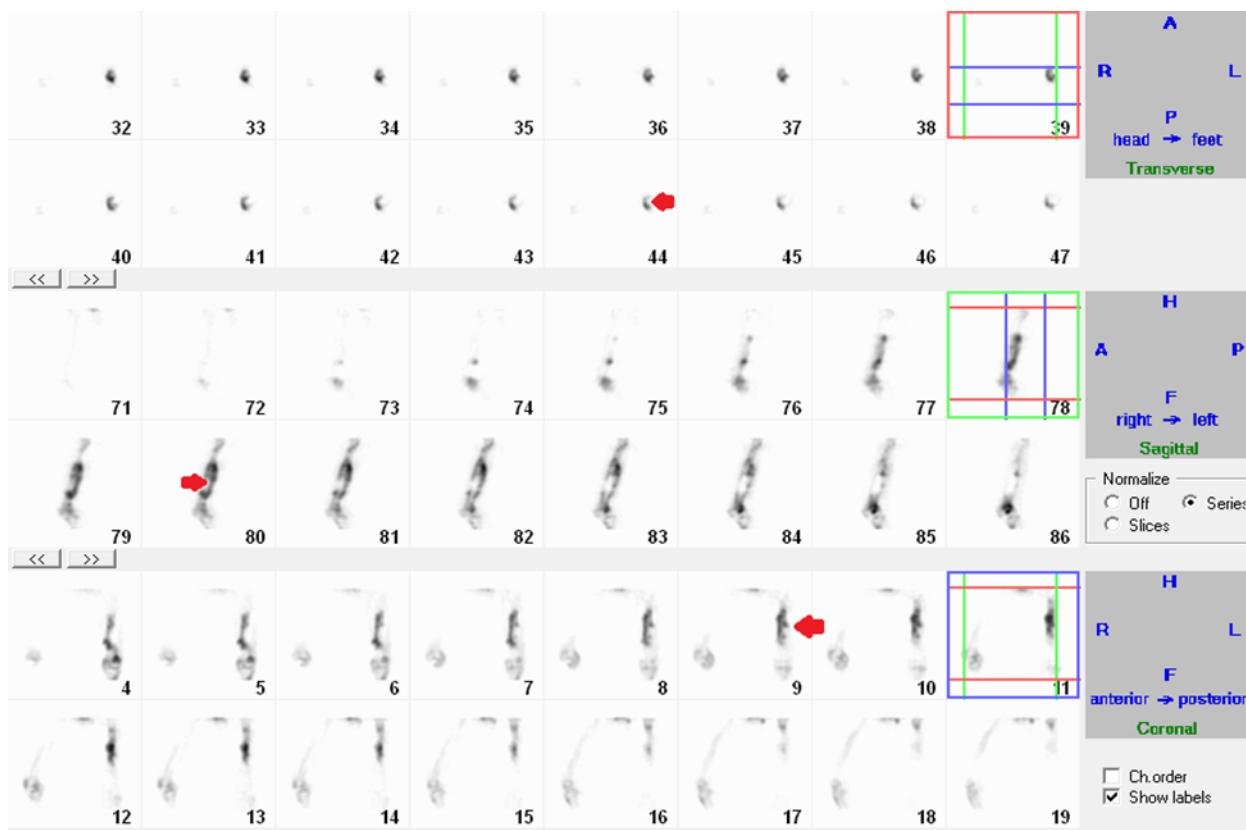 A
R L
P
32 33 34 35 36 37 38 39
head → feet
Transverse
40 41 42 43 44 45 46 47
<< >>
H
A P
F
71 72 73 74 75 76 77 78
right → left
Sagittal
Normalize
Off Series
Slices
79 80 81 82 83 84 85 86
<< >>
H
R L
F
4 5 6 7 8 9 10 11
anterior → posterior
Coronal
Ch.order
Show labels
12 13 14 15 16 17 18 19